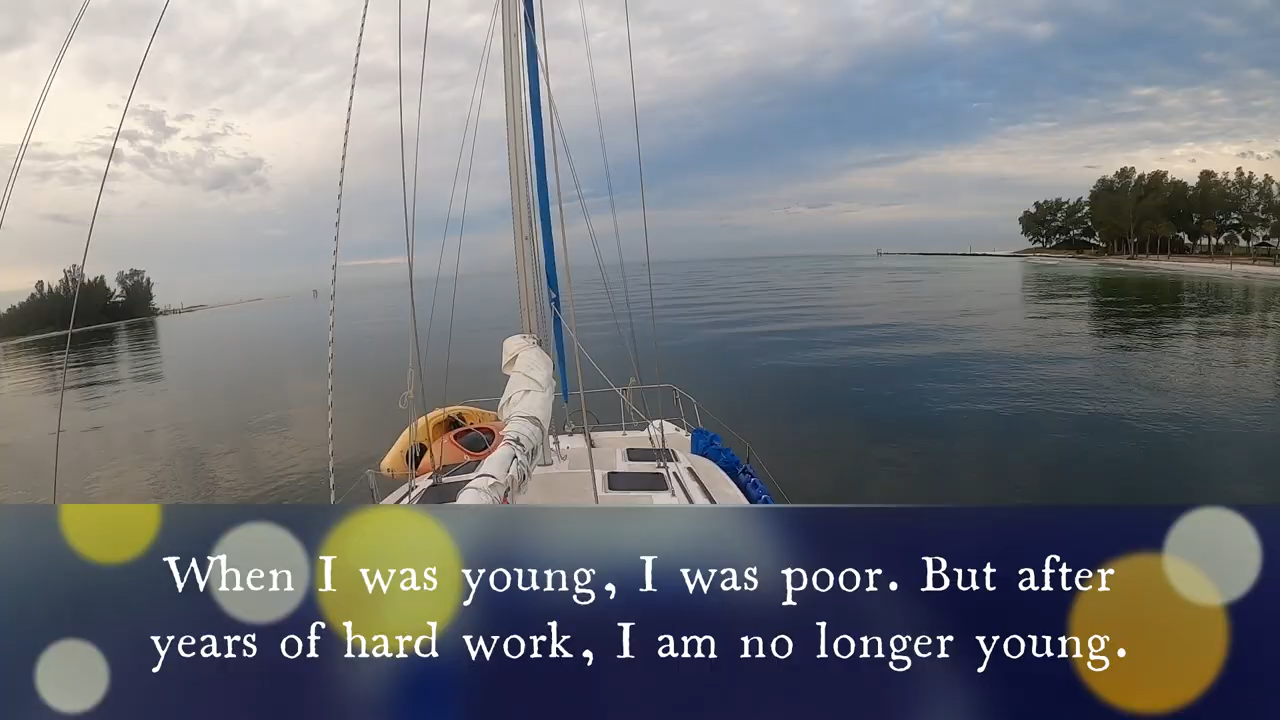 When I was young, I was poor. But after
years of hard work, I am no longer young.